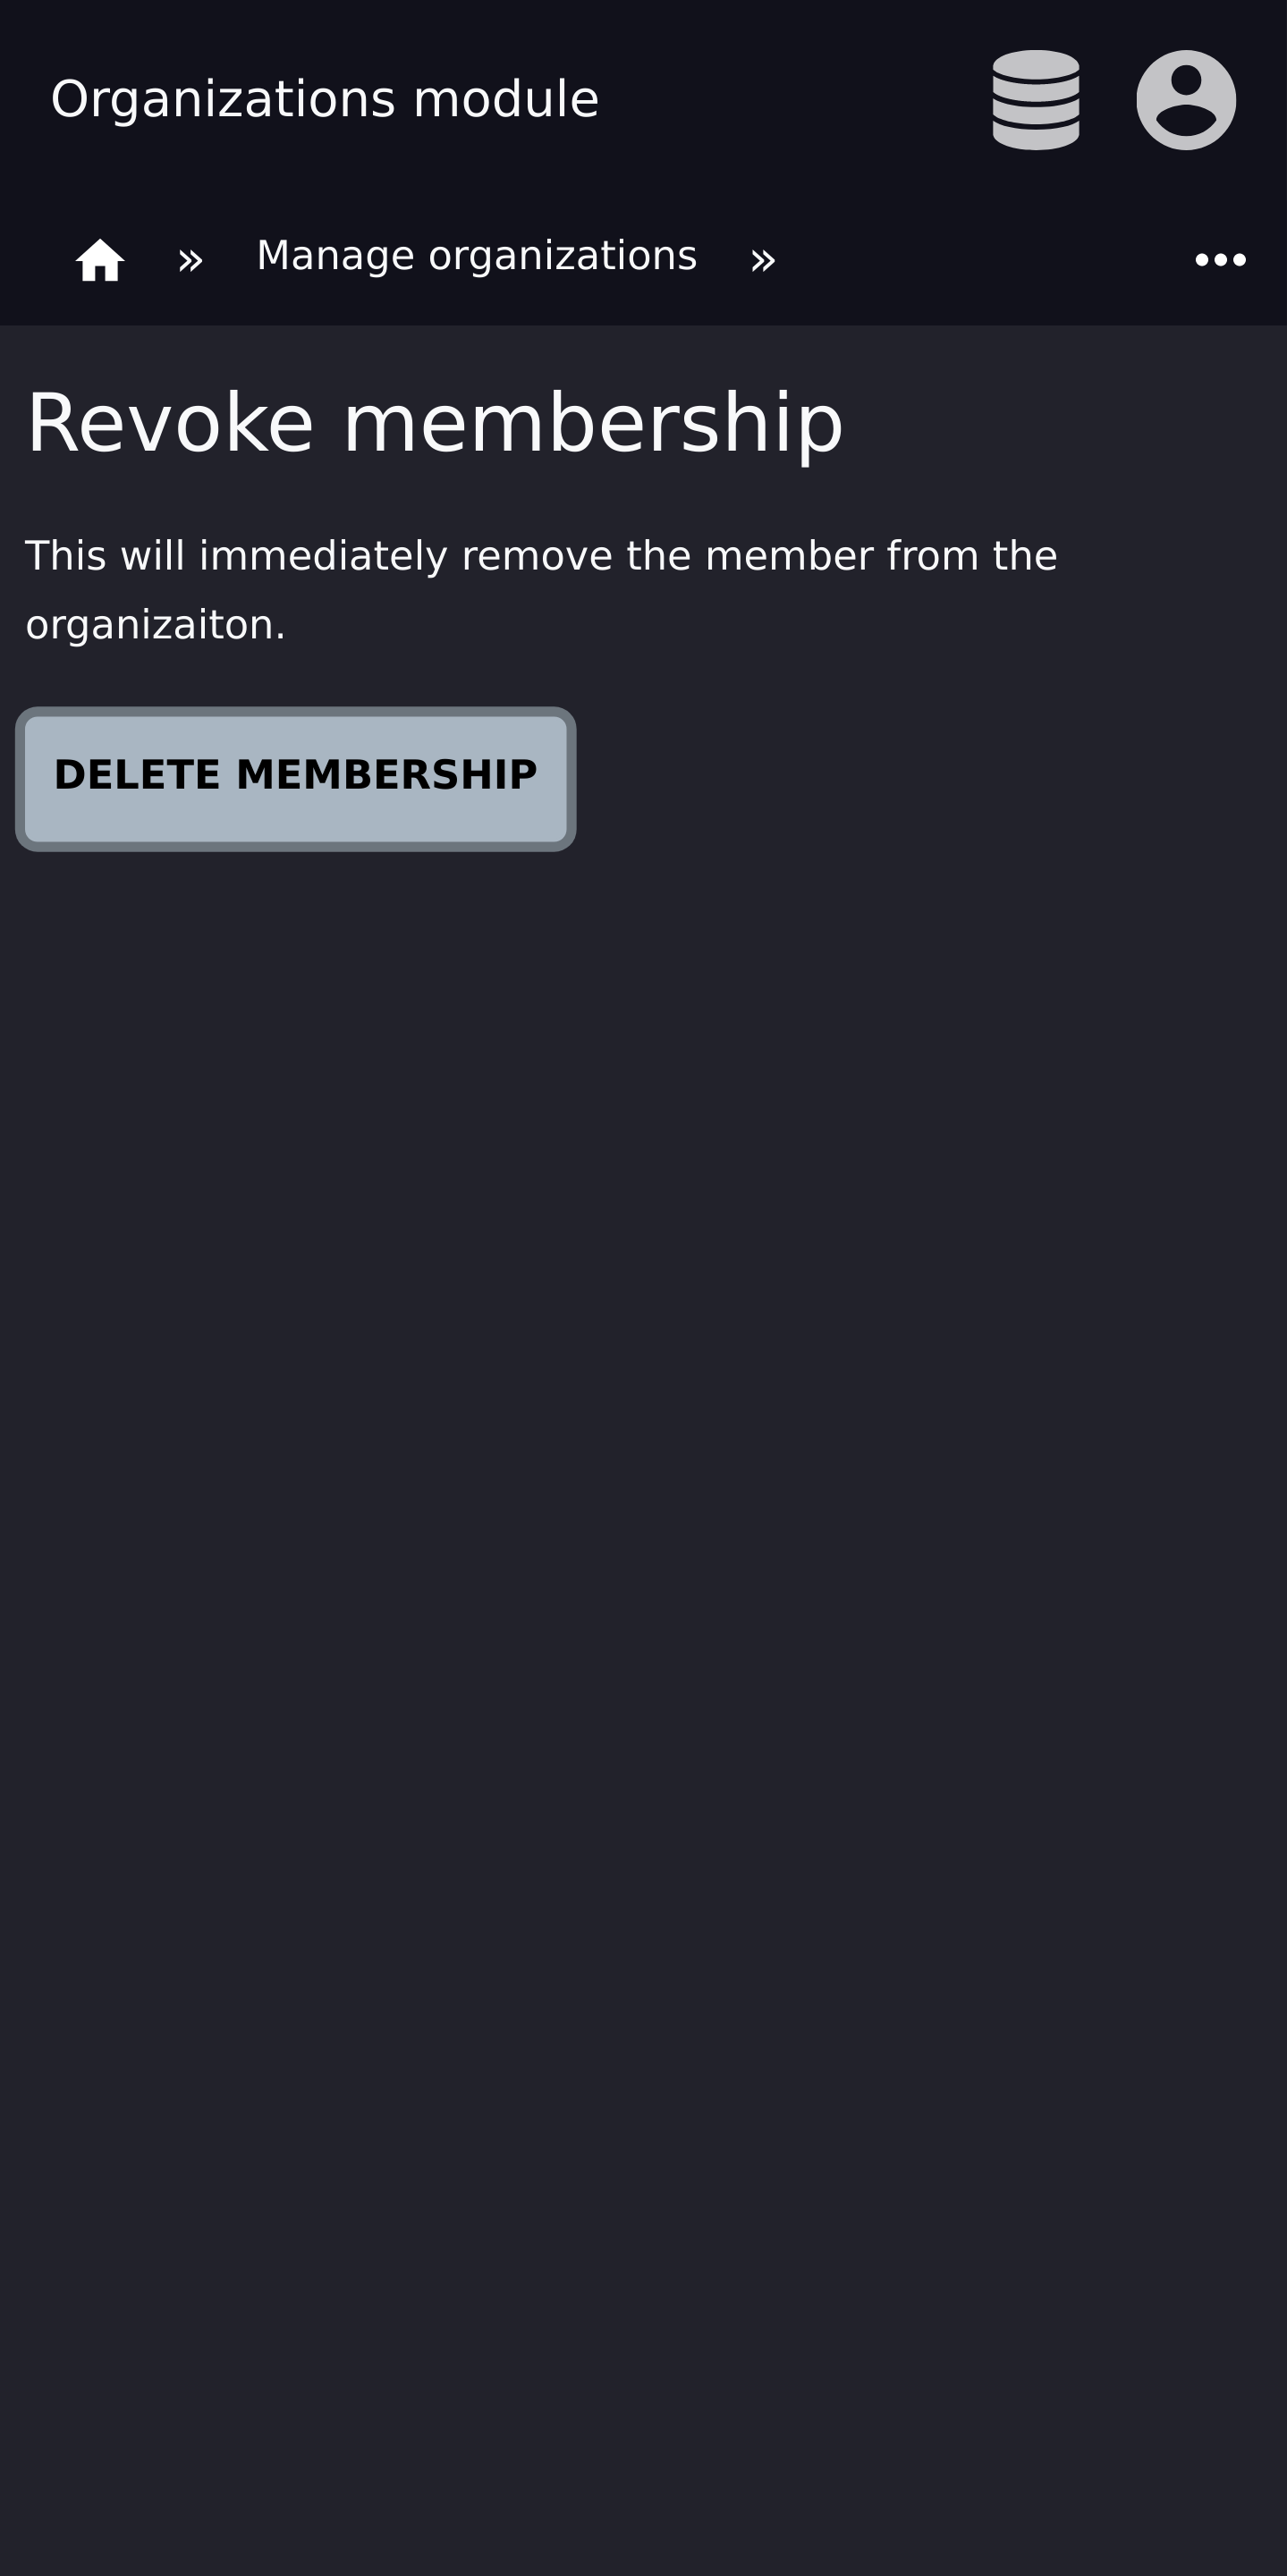 Organizations module
» Manage organizations »
Revoke membership
This will immediately remove the member from the
organizaiton.
DELETE MEMBERSHIP